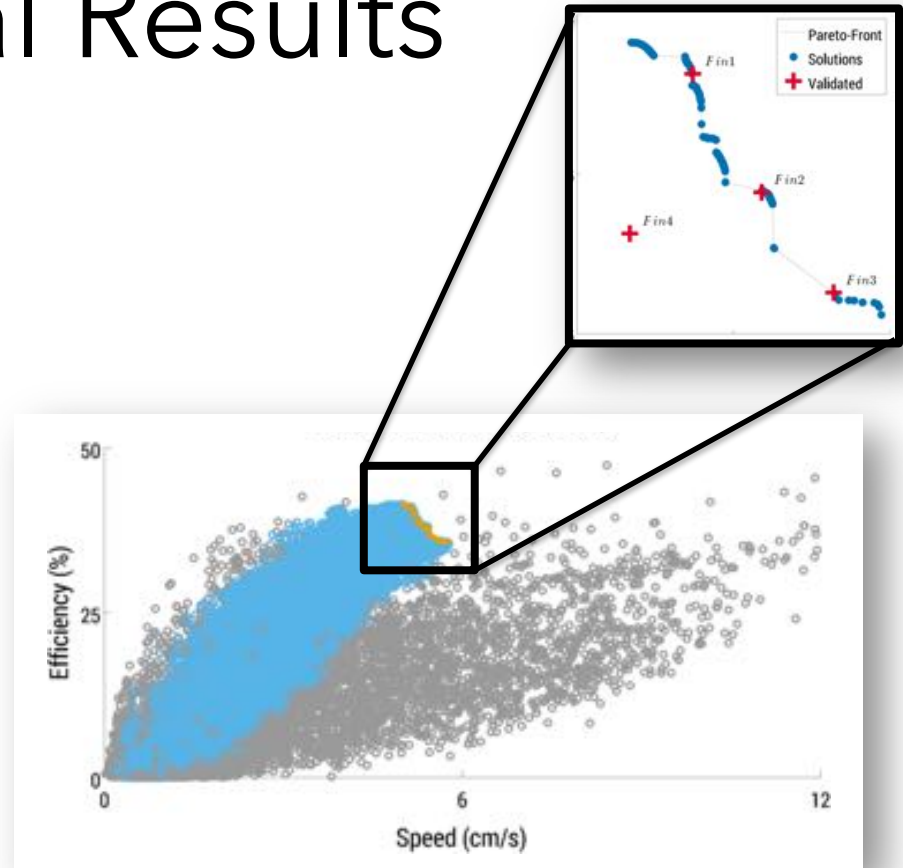 al Results
Pareto-Front
Solutions
Validated
Fin1
Fin2
Fin4
Fin3
50
25
0
Efficiency (%)
0 6 12
Speed (cm/s)